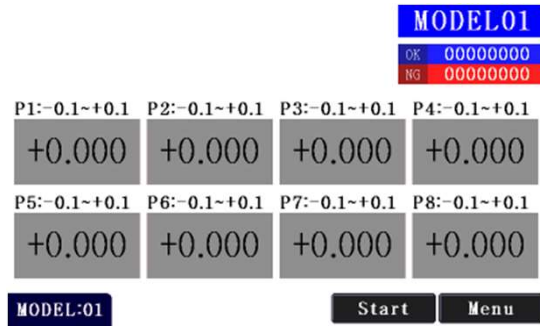 MODEL01
OK 00000000
NG 00000000
P1:-0.1~+0.1 P2:-0.1~+0.1 P3:-0.1~+0.1 P4:-0.1~+0.1
+0.000 +0.000 +0.000 +0.000
P5:-0.1~+0.1 P6:-0.1~+0.1 P7:-0.1~+0.1 P8:-0.1~+0.1
+0.000 +0.000 +0.000 +0.000
MODEL:01 Start Menu